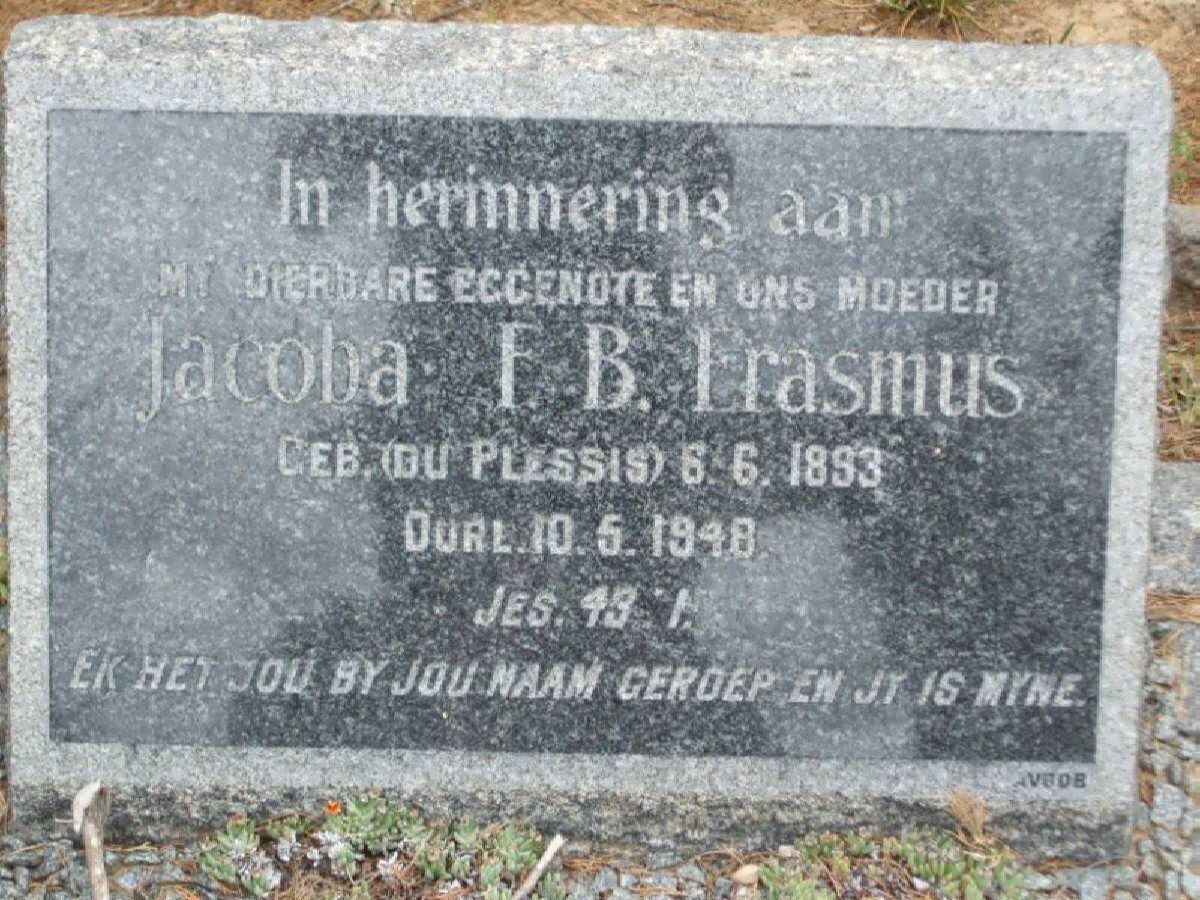 In herinnering aan
MY DIERBARE EGGENOTE EN ONS MOEDER
Jacoba F. B. Erasmus
GEB. (DU PLESSIS) 6. 6. 1893
OORL. 10. 5. 1948
JES. 43 : 1.
EK HET JOU BY JOU NAAM GEROEP EN JY IS MYNE.
AVBOB